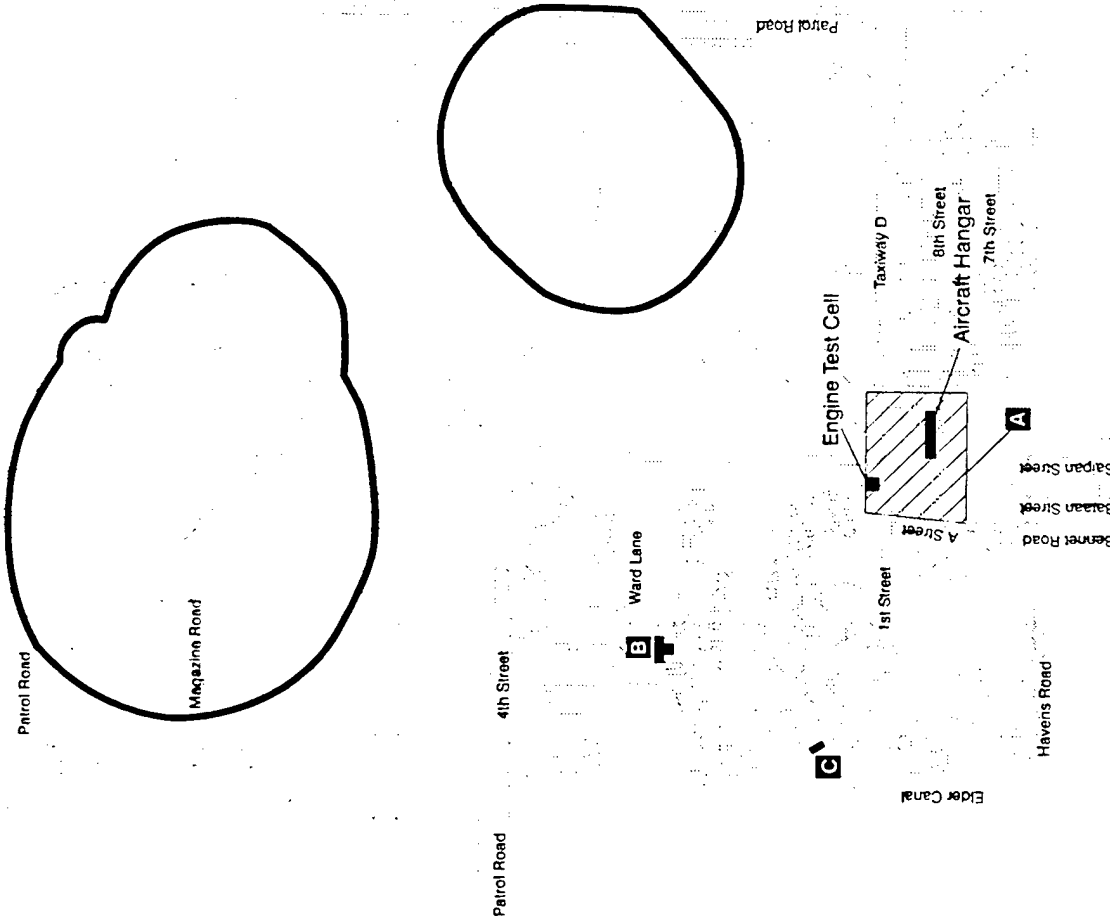 Patrol Road
Patrol Road
Magazine Road
4th Street
Patrol Road
Ward Lane
B
C
Elder Canal
Engine Test Cell
Taxiway D
8th Street
Aircraft Hangar
7th Street
1st Street
A Street
A
Saipan Street
Bataan Street
Bennet Road
Havens Road